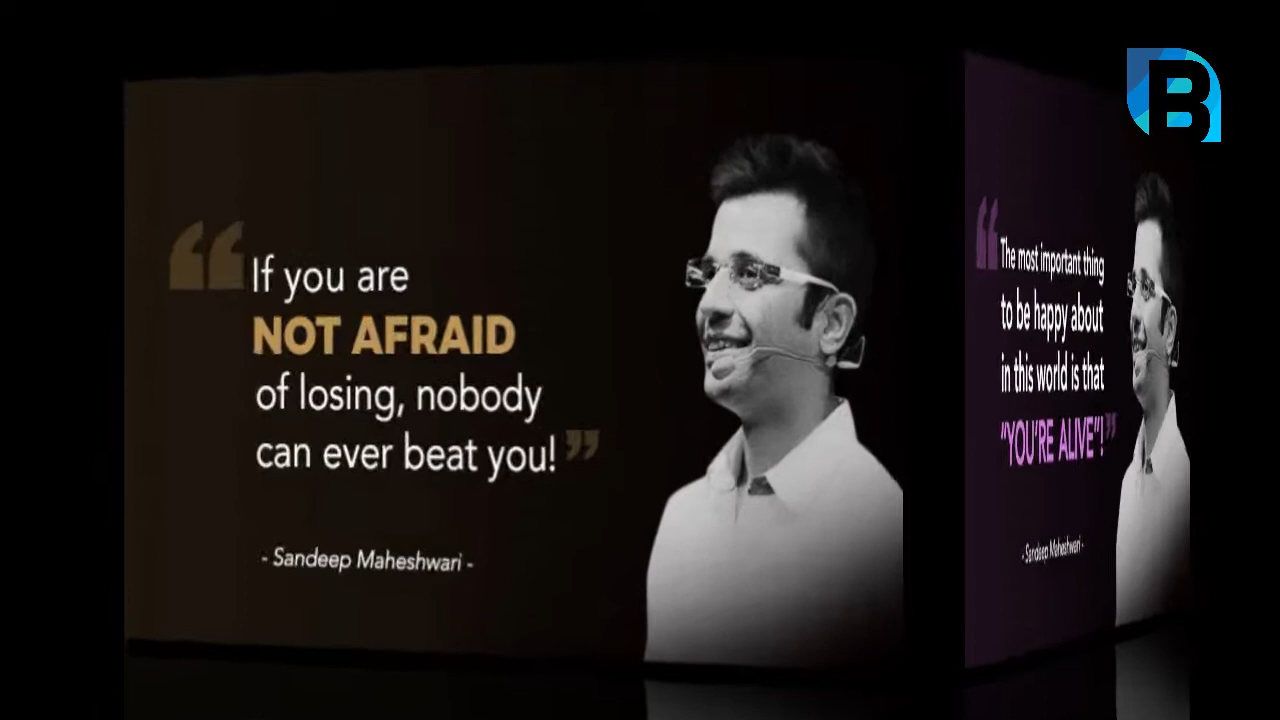 If you are
NOT AFRAID
of losing, nobody
can ever beat you!
- Sandeep Maheshwari -
The most important thing
to be happy about
in this world is that
"YOU'RE ALIVE"!
- Sandeep Maheshwari -
B